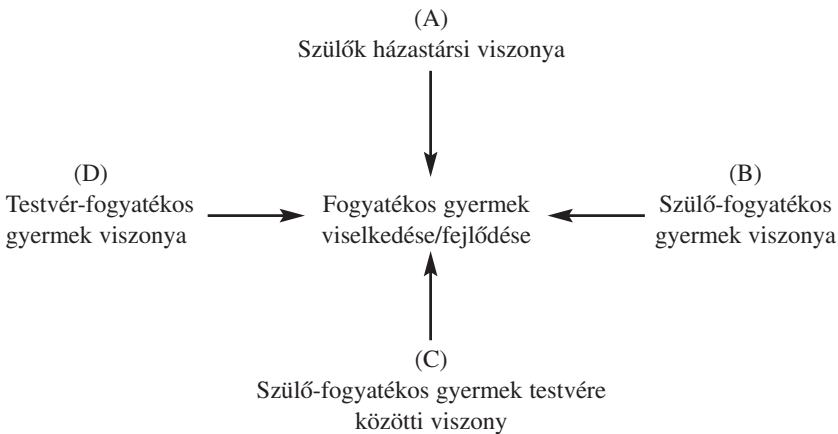 (A)
Szülők házastársi viszonya
(D)
Testvér-fogyatékos
gyermek viszonya
Fogyatékos gyermek
viselkedése/fejlődése
(B)
Szülő-fogyatékos
gyermek viszonya
(C)
Szülő-fogyatékos gyermek testvére
közötti viszony